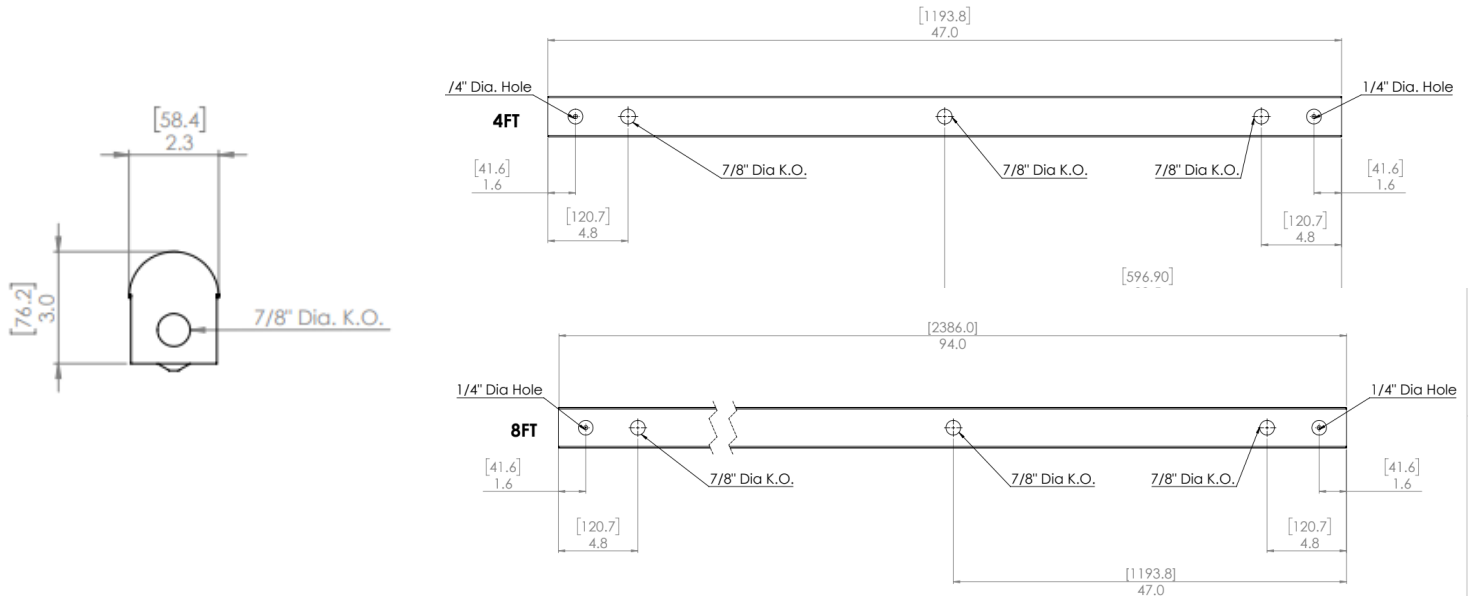 [58.4]
2.3
[76.2]
3.0
7/8" Dia. K.O.
[1193.8]
47.0
/4" Dia. Hole
1/4" Dia. Hole
4FT
7/8" Dia K.O.
7/8" Dia K.O.
7/8" Dia K.O.
[41.6]
1.6
[41.6]
1.6
[120.7]
4.8
[120.7]
4.8
[596.90]
[2386.0]
94.0
1/4" Dia Hole
1/4" Dia Hole
8FT
7/8" Dia K.O.
7/8" Dia K.O.
7/8" Dia K.O.
[41.6]
1.6
[41.6]
1.6
[120.7]
4.8
[120.7]
4.8
[1193.8]
47.0